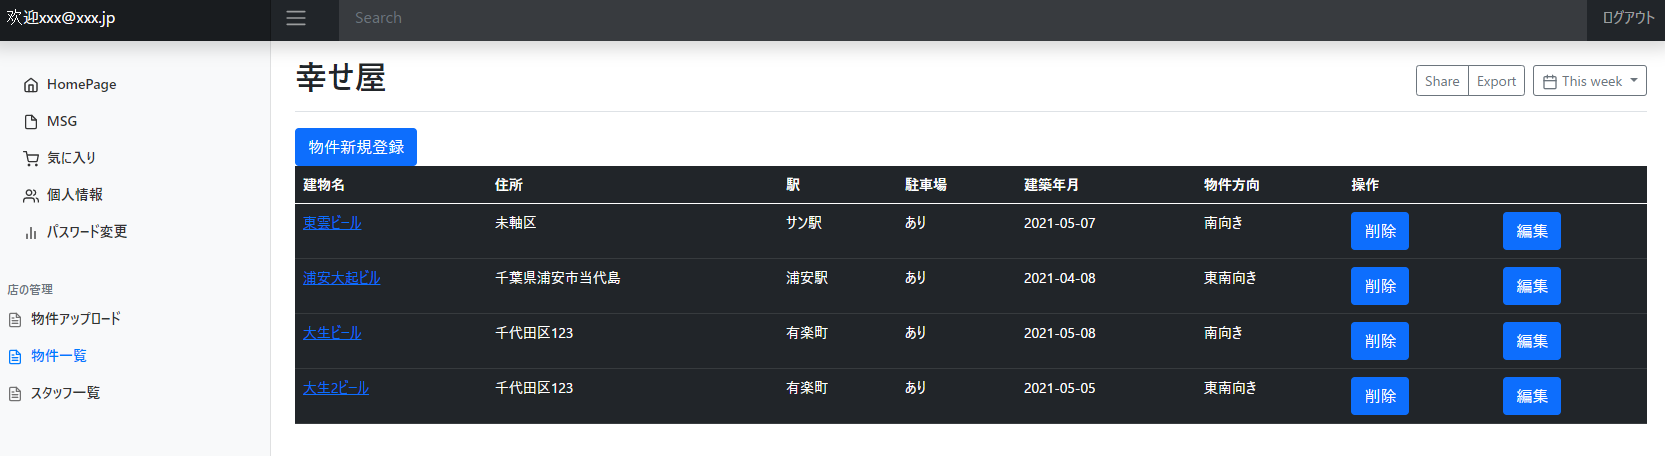 欢迎xxx@xxx.jp
Search
ログアウト
HomePage
MSG
気に入り
個人情報
パスワード変更
店の管理
物件アップロード
物件一覧
スタッフ一覧
幸せ屋
Share Export This week
物件新規登録
建物名 住所 駅 駐車場 建築年月 物件方向 操作
東雲ビール 未軸区 サン駅 あり 2021-05-07 南向き 削除 編集
浦安大起ビル 千葉県浦安市当代島 浦安駅 あり 2021-04-08 東南向き 削除 編集
大生ビール 千代田区123 有楽町 あり 2021-05-08 南向き 削除 編集
大生2ビール 千代田区123 有楽町 あり 2021-05-05 東南向き 削除 編集